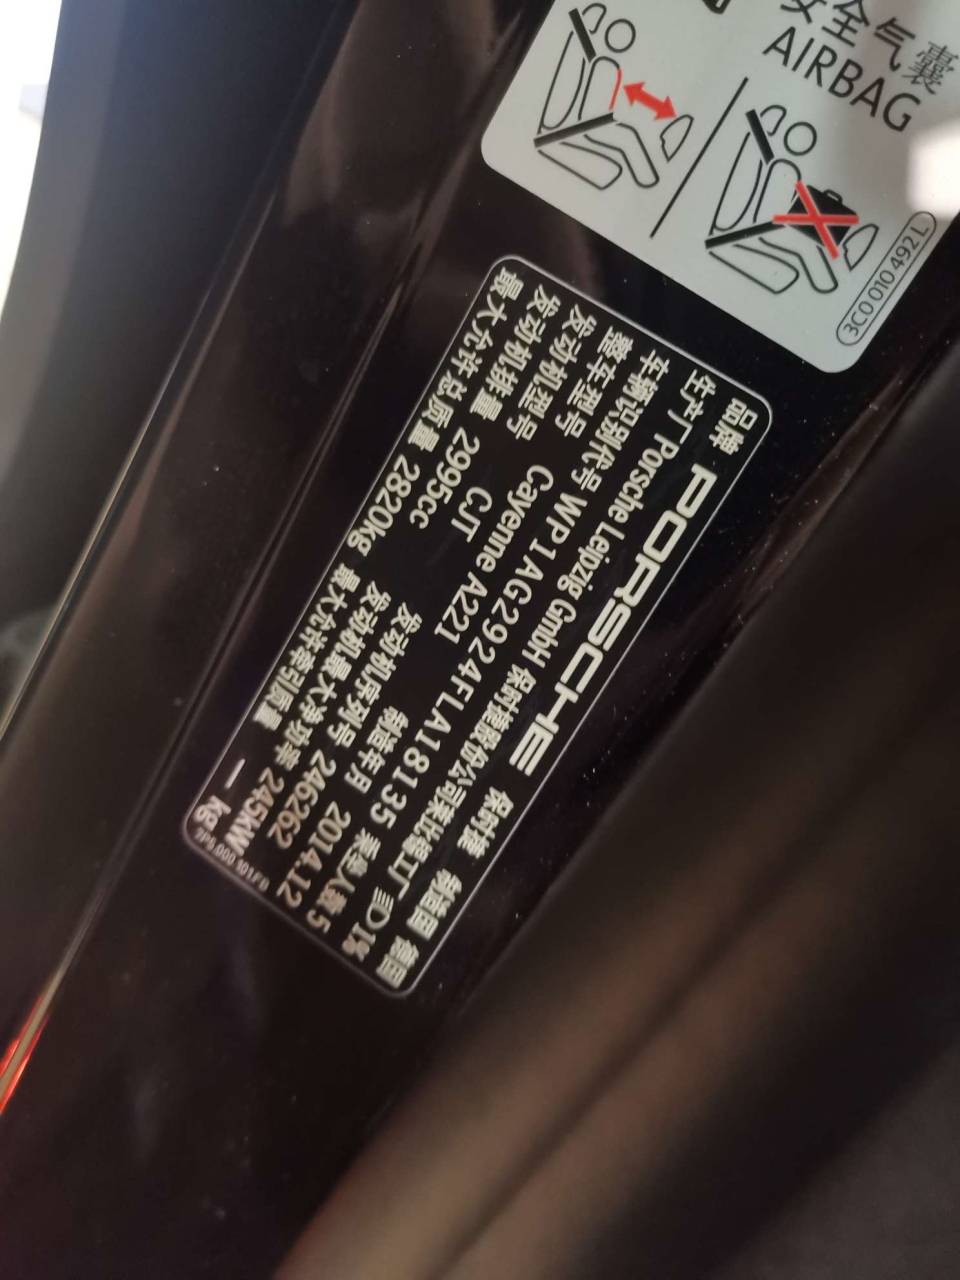 安全气囊
AIRBAG
3C0 010 492 L
品牌 PORSCHE 保时捷 制造国 德国
生产厂 Porsche Leipzig GmbH 保时捷股份公司莱比锡工厂 1%
车辆识别代号 WP1AG2924FLA18135 乘坐人数 5
整车型号 Cayenne A221 制造年月 2014.12
发动机型号 CJT 发动机序列号 246262
发动机排量 2995cc 发动机最大净功率 245kW
最大允许总质量 2820kg 最大允许牵引质量 — kg
7P5.000.101.F